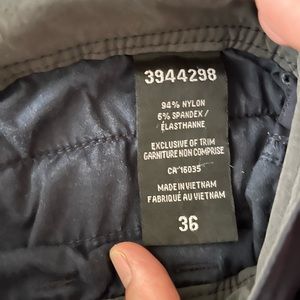 3944298
94% NYLON
6% SPANDEX/
ÉLASTHANNE
EXCLUSIVE OF TRIM
GARNITURE NON COMPRISE
CA*16035
MADE IN VIETNAM
FABRIQUÉ AU VIETNAM
36